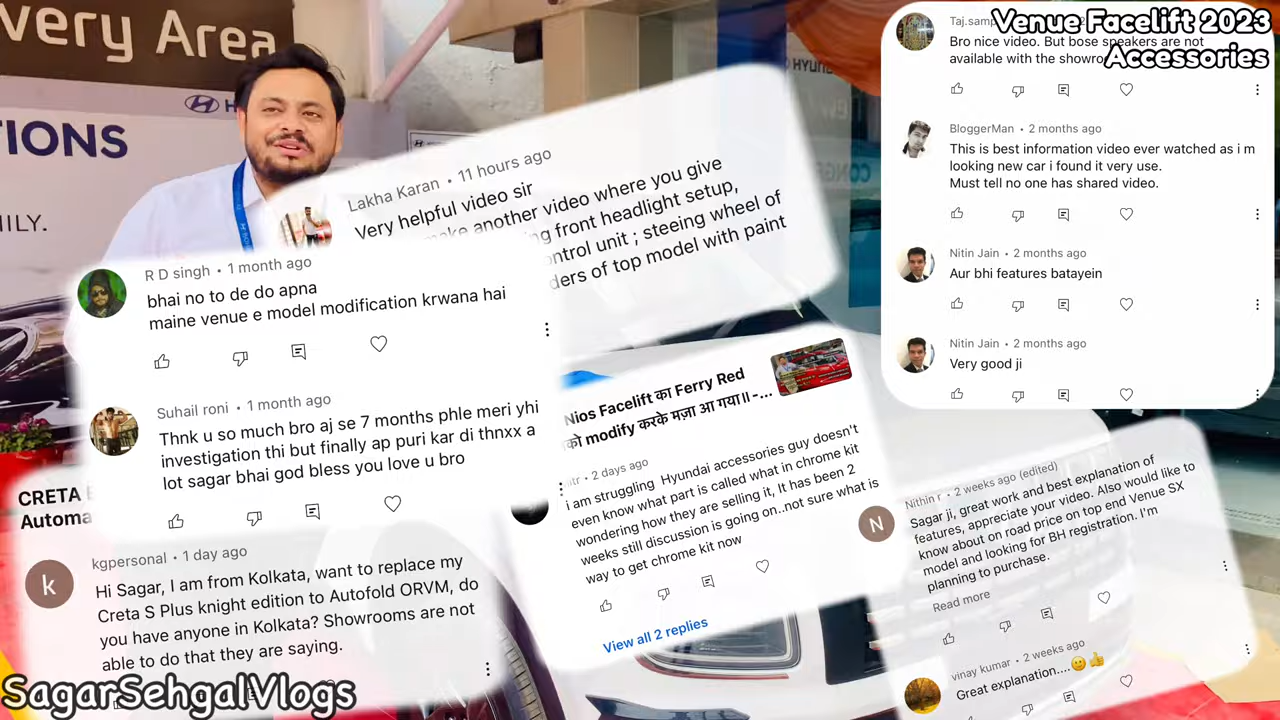 very Area
IONS
H
ILY.
Venue Facelift 2023
Accessories
Taj.samp
Bro nice video. But bose speakers are not
available with the showro
BloggerMan • 2 months ago
This is best information video ever watched as i m
looking new car i found it very use.
Must tell no one has shared video.
Nitin Jain • 2 months ago
Aur bhi features batayein
Nitin Jain • 2 months ago
Very good ji
Lakha Karan • 11 hours ago
Very helpful video sir
make another video where you give
ng front headlight setup,
ontrol unit ; steeing wheel of
ders of top model with paint
R D singh • 1 month ago
bhai no to de do apna
maine venue e model modification krwana hai
Suhail roni • 1 month ago
Thnk u so much bro aj se 7 months phle meri yhi
investigation thi but finally ap puri kar di thnxx a
lot sagar bhai god bless you love u bro
Nios Facelift का Ferry Red
को modify करके मज़ा आ गया॥ -...
• 2 days ago
i am struggling Hyundai accessories guy doesn't
even know what part is called what in chrome kit
wondering how they are selling it, It has been 2
weeks still discussion is going on..not sure what is
way to get chrome kit now
View all 2 replies
CRETA
Automa
k
kgpersonal • 1 day ago
Hi Sagar, I am from Kolkata, want to replace my
Creta S Plus knight edition to Autofold ORVM, do
you have anyone in Kolkata? Showrooms are not
able to do that they are saying.
N
Nithin r • 2 weeks ago (edited)
Sagar ji, great work and best explanation of
features, appreciate your video. Also would like to
know about on road price on top end Venue SX
model and looking for BH registration. I'm
planning to purchase.
Read more
vinay kumar • 2 weeks ago
Great explanation....🙂👍
SagarSehgalVlogs